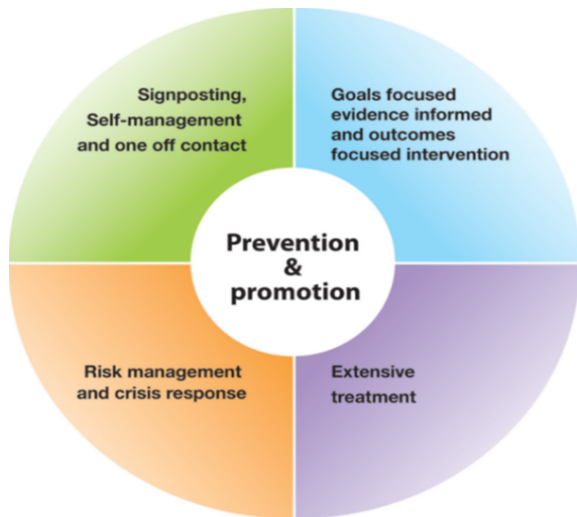 Signposting,
Self-management
and one off contact
Goals focused
evidence informed
and outcomes
focused intervention
Prevention
&
promotion
Risk management
and crisis response
Extensive
treatment